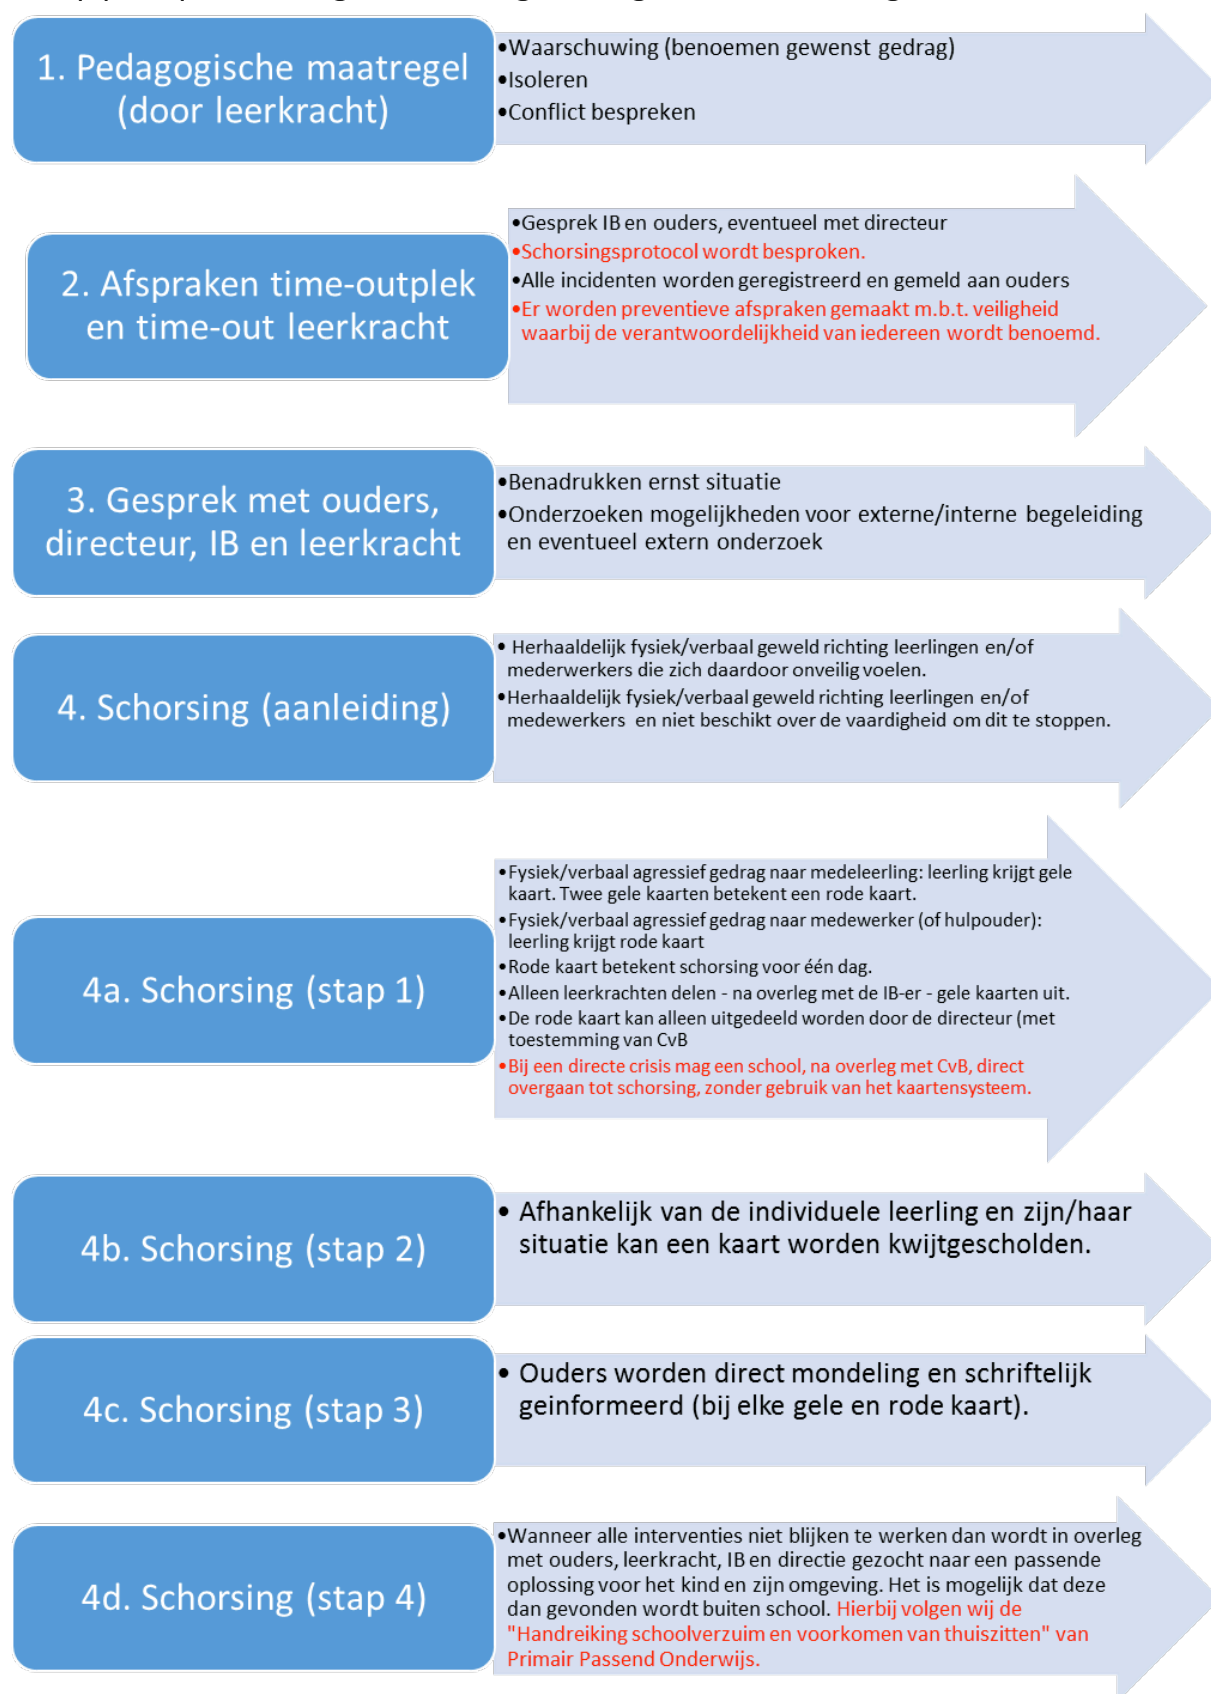 1. Pedagogische maatregel
(door leerkracht)
•Waarschuwing (benoemen gewenst gedrag)
•Isoleren
•Conflict bespreken
2. Afspraken time-outplek
en time-out leerkracht
•Gesprek IB en ouders, eventueel met directeur
•Schorsingsprotocol wordt besproken.
•Alle incidenten worden geregistreerd en gemeld aan ouders
•Er worden preventieve afspraken gemaakt m.b.t. veiligheid
waarbij de verantwoordelijkheid van iedereen wordt benoemd.
3. Gesprek met ouders,
directeur, IB en leerkracht
•Benadrukken ernst situatie
•Onderzoeken mogelijkheden voor externe/interne begeleiding
en eventueel extern onderzoek
4. Schorsing (aanleiding)
• Herhaaldelijk fysiek/verbaal geweld richting leerlingen en/of
mederwerkers die zich daardoor onveilig voelen.
•Herhaaldelijk fysiek/verbaal geweld richting leerlingen en/of
medewerkers en niet beschikt over de vaardigheid om dit te stoppen.
4a. Schorsing (stap 1)
•Fysiek/verbaal agressief gedrag naar medeleerling: leerling krijgt gele
kaart. Twee gele kaarten betekent een rode kaart.
•Fysiek/verbaal agressief gedrag naar medewerker (of hulpouder):
leerling krijgt rode kaart
•Rode kaart betekent schorsing voor één dag.
•Alleen leerkrachten delen - na overleg met de IB-er - gele kaarten uit.
•De rode kaart kan alleen uitgedeeld worden door de directeur (met
toestemming van CvB
•Bij een directe crisis mag een school, na overleg met CvB, direct
overgaan tot schorsing, zonder gebruik van het kaartensysteem.
4b. Schorsing (stap 2)
• Afhankelijk van de individuele leerling en zijn/haar
situatie kan een kaart worden kwijtgescholden.
4c. Schorsing (stap 3)
• Ouders worden direct mondeling en schriftelijk
geinformeerd (bij elke gele en rode kaart).
4d. Schorsing (stap 4)
•Wanneer alle interventies niet blijken te werken dan wordt in overleg
met ouders, leerkracht, IB en directie gezocht naar een passende
oplossing voor het kind en zijn omgeving. Het is mogelijk dat deze
dan gevonden wordt buiten school. Hierbij volgen wij de
"Handreiking schoolverzuim en voorkomen van thuiszitten" van
Primair Passend Onderwijs.